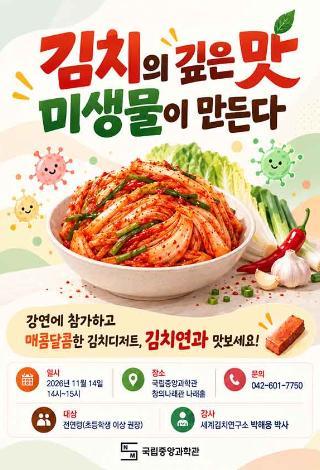 김치의 깊은 맛
미생물이 만든다
강연에 참가하고
매콤달콤한 김치디저트, 김치연과 맛보세요!
일시
2026년 11월 14일
14시~15시
장소
국립중앙과학관
창의나래관 나래홀
문의
042-601-7750
대상
전연령(초등학생 이상 권장)
강사
세계김치연구소 박해웅 박사
N
M
국립중앙과학관